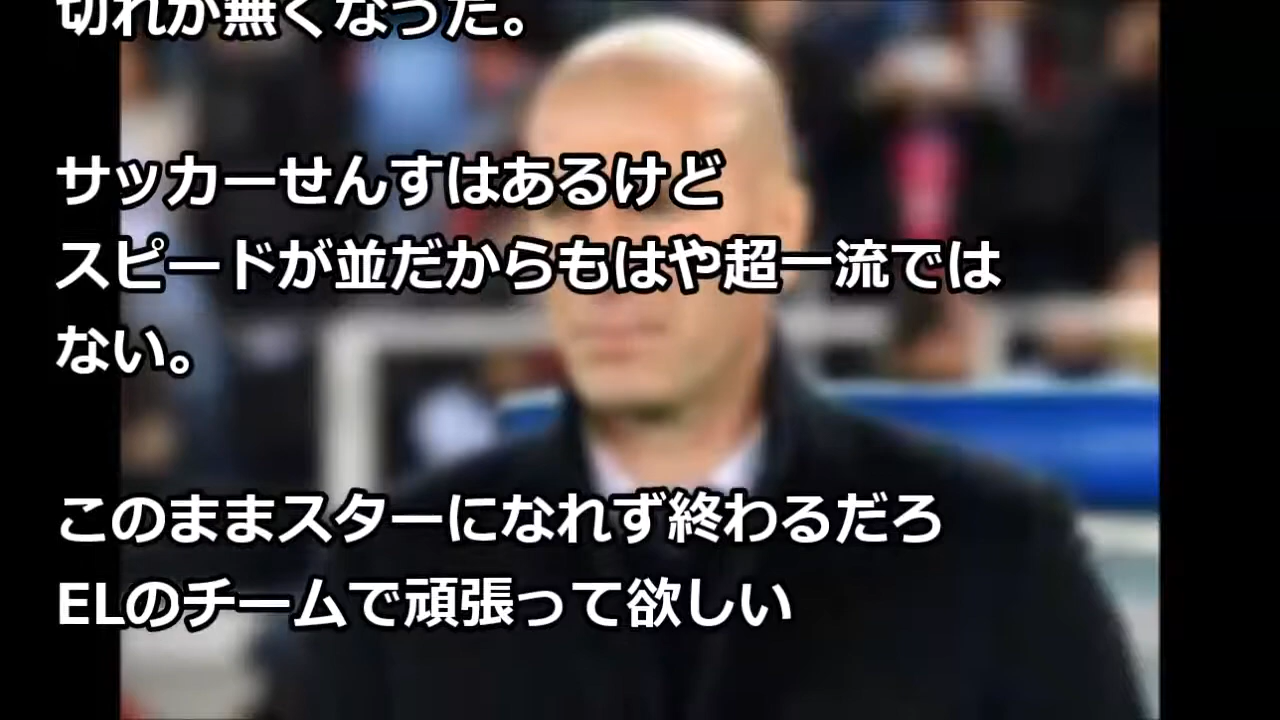 切れが無くなった。
サッカーせんすはあるけど
スピードが並だからもはや超一流では
ない。
このままスターになれず終わるだろ
ELのチームで頑張って欲しい